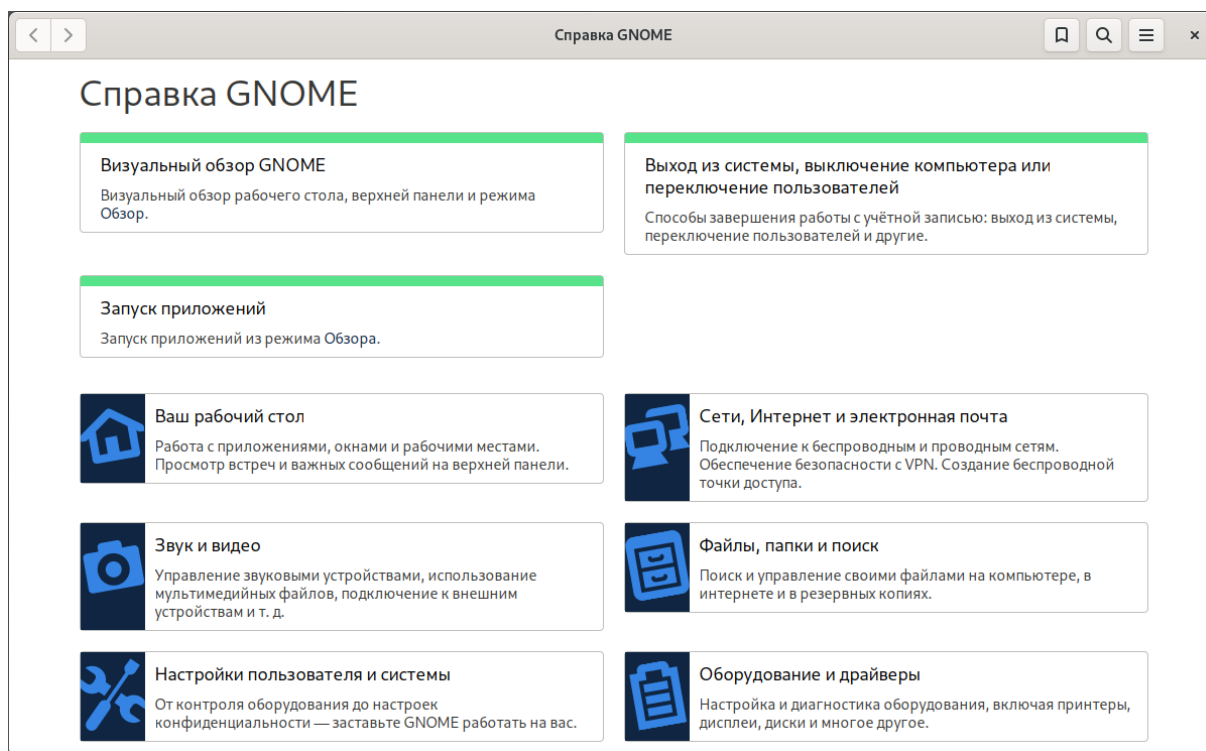 Справка GNOME
Справка GNOME
Визуальный обзор GNOME
Визуальный обзор рабочего стола, верхней панели и режима
Обзор.
Выход из системы, выключение компьютера или
переключение пользователей
Способы завершения работы с учётной записью: выход из системы,
переключение пользователей и другие.
Запуск приложений
Запуск приложений из режима Обзора.
Ваш рабочий стол
Работа с приложениями, окнами и рабочими местами.
Просмотр встреч и важных сообщений на верхней панели.
Сети, Интернет и электронная почта
Подключение к беспроводным и проводным сетям.
Обеспечение безопасности с VPN. Создание беспроводной
точки доступа.
Звук и видео
Управление звуковыми устройствами, использование
мультимедийных файлов, подключение к внешним
устройствам и т. д.
Файлы, папки и поиск
Поиск и управление своими файлами на компьютере, в
интернете и в резервных копиях.
Настройки пользователя и системы
От контроля оборудования до настроек
конфиденциальности — заставьте GNOME работать на вас.
Оборудование и драйверы
Настройка и диагностика оборудования, включая принтеры,
дисплеи, диски и многое другое.